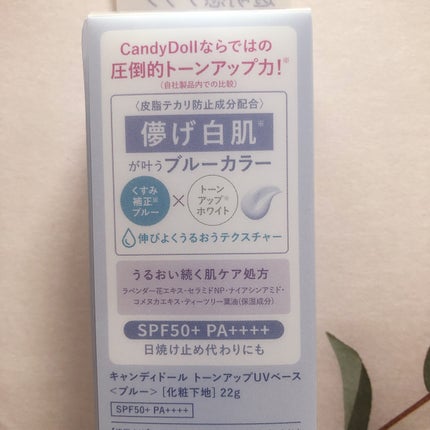 CandyDollならではの
圧倒的トーンアップ力!※
(自社製品内での比較)
〈皮脂テカリ防止成分配合〉
儚げ白肌※
が叶うブルーカラー
くすみ
補正※
ブルー
×
トーン
アップ※
ホワイト
伸びよくうるおうテクスチャー
うるおい続く肌ケア処方
ラベンダー花エキス・セラミドNP・ナイアシンアミド・
コメヌカエキス・ティーツリー葉油(保湿成分)
SPF50+ PA++++
日焼け止め代わりにも
キャンディドール トーンアップUVベース
<ブルー> [化粧下地] 22g
SPF50+ PA++++